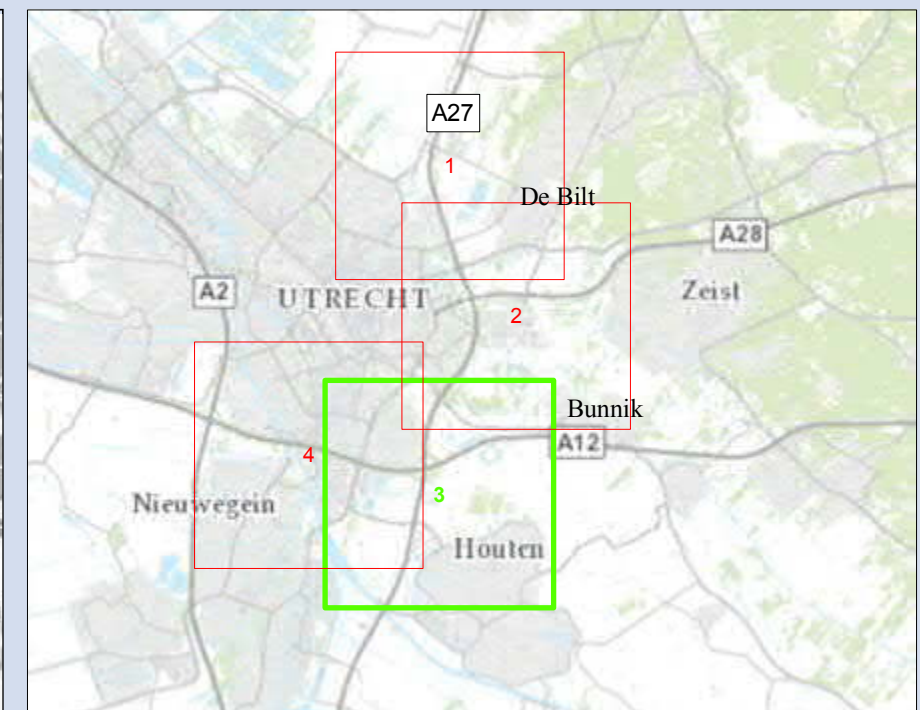 A27
1
De Bilt
A28
A2
UTRECHT
Zeist
2
Bunnik
A12
4
3
Nieuwegein
Houten